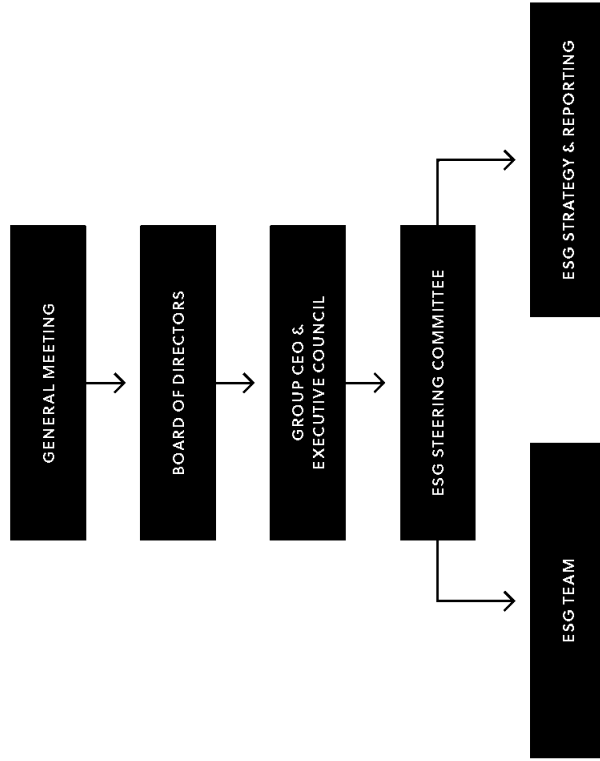 GENERAL MEETING
BOARD OF DIRECTORS
GROUP CEO &
EXECUTIVE COUNCIL
ESG STEERING COMMITTEE
ESG TEAM
ESG STRATEGY & REPORTING